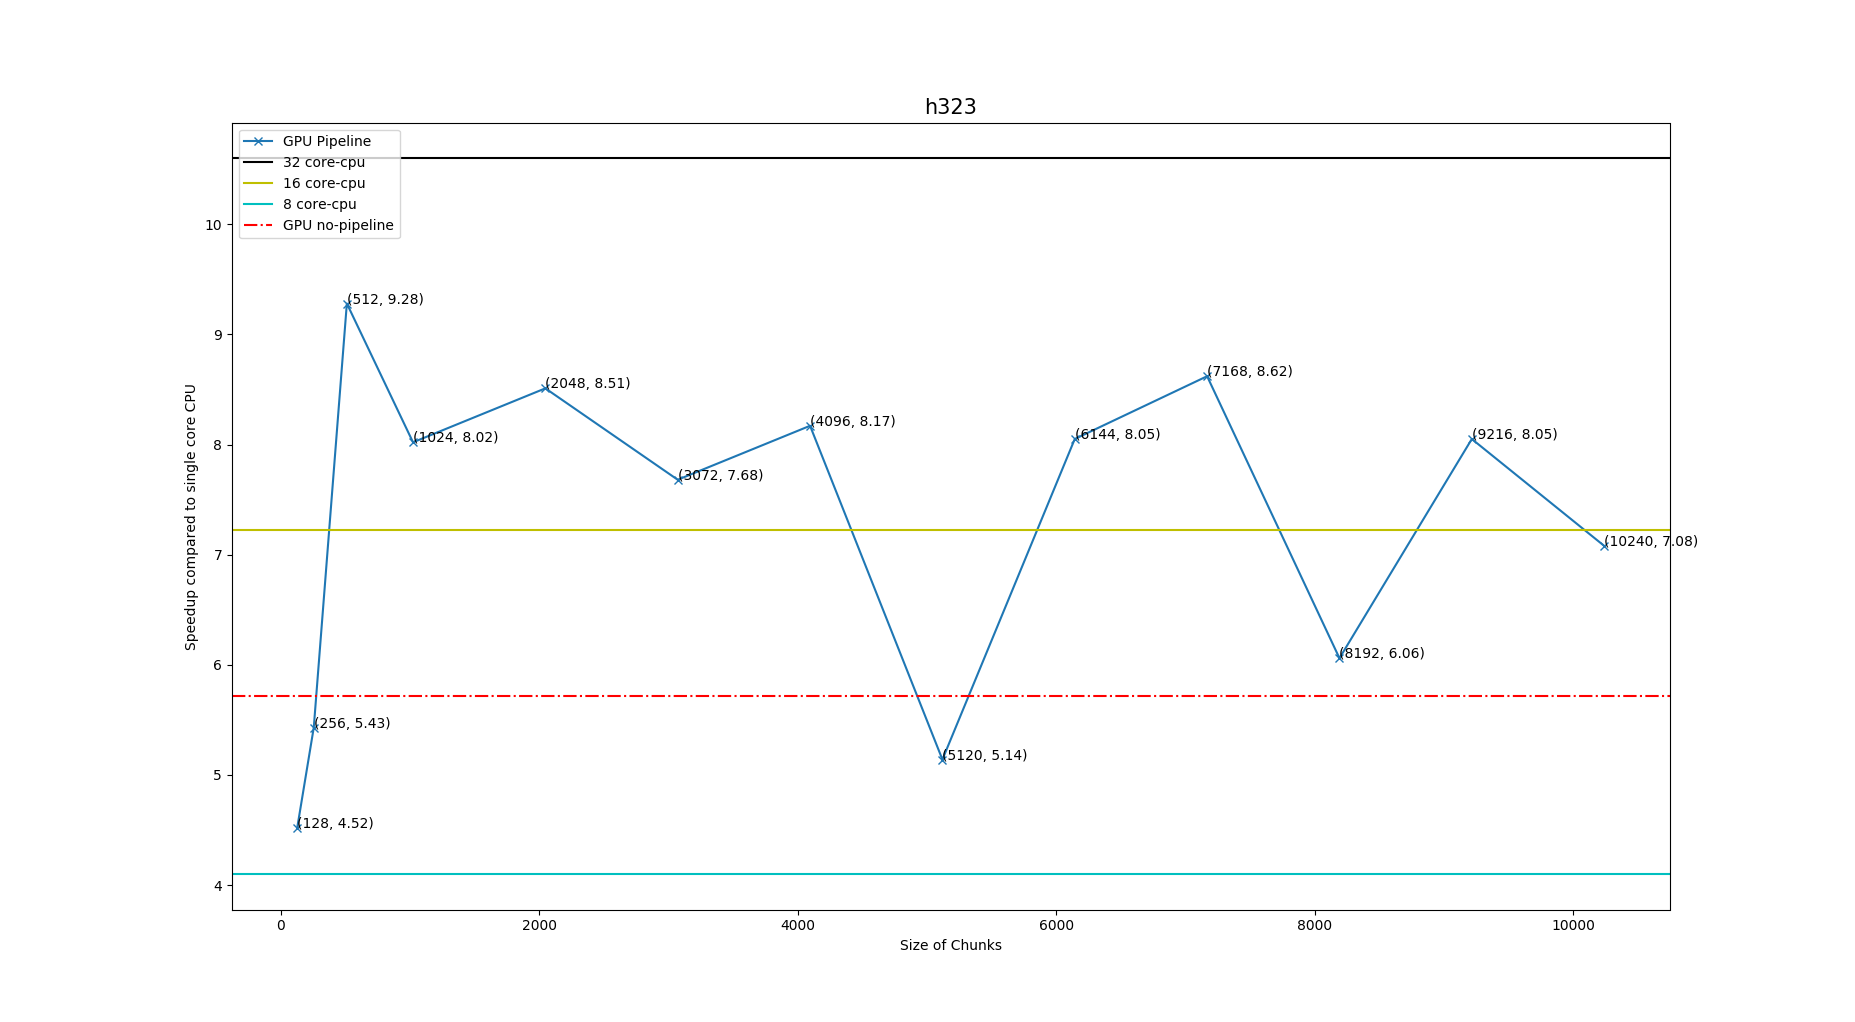 h323
GPU Pipeline
32 core-cpu
16 core-cpu
8 core-cpu
GPU no-pipeline
Speedup compared to single core CPU
10
9
8
7
6
5
4
(512, 9.28)
(7168, 8.62)
(2048, 8.51)
(4096, 8.17)
(1024, 8.02)
(6144, 8.05)
(9216, 8.05)
(3072, 7.68)
(10240, 7.08)
(8192, 6.06)
(256, 5.43)
(5120, 5.14)
(128, 4.52)
0 2000 4000 6000 8000 10000
Size of Chunks